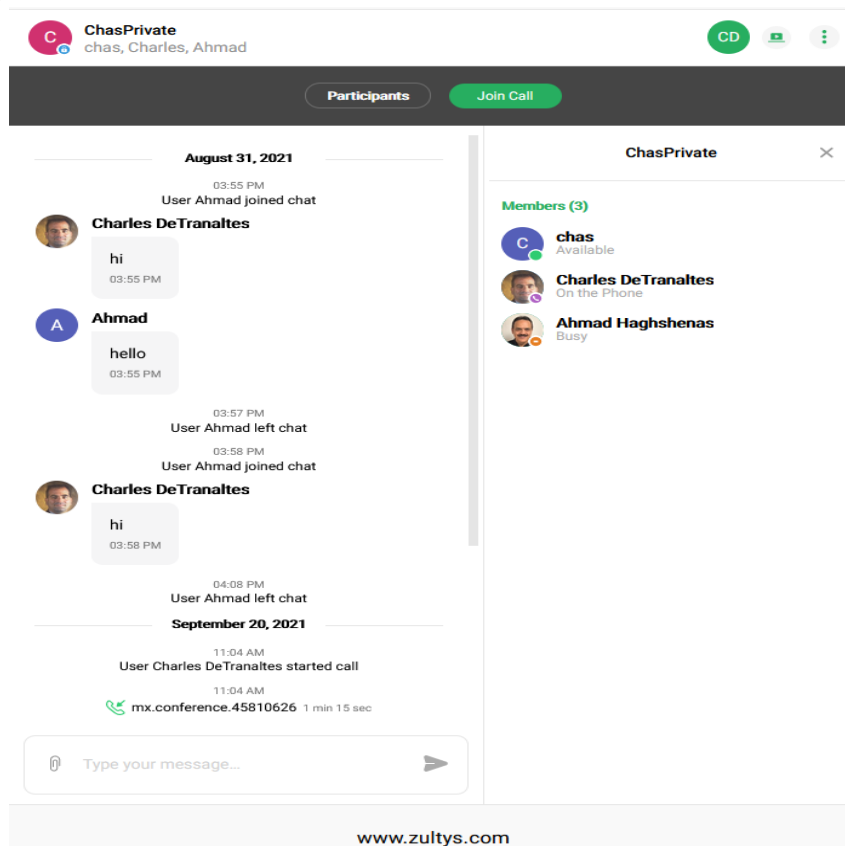 C
ChasPrivate
chas, Charles, Ahmad
CD
Participants
Join Call
August 31, 2021
03:55 PM
User Ahmad joined chat
Charles DeTranaltes
hi
03:55 PM
A
Ahmad
hello
03:55 PM
03:57 PM
User Ahmad left chat
03:58 PM
User Ahmad joined chat
Charles DeTranaltes
hi
03:58 PM
04:08 PM
User Ahmad left chat
September 20, 2021
11:04 AM
User Charles DeTranaltes started call
11:04 AM
mx.conference.45810626 1 min 15 sec
Type your message...
ChasPrivate
Members (3)
C
chas
Available
Charles DeTranaltes
On the Phone
Ahmad Haghshenas
Busy
www.zultys.com